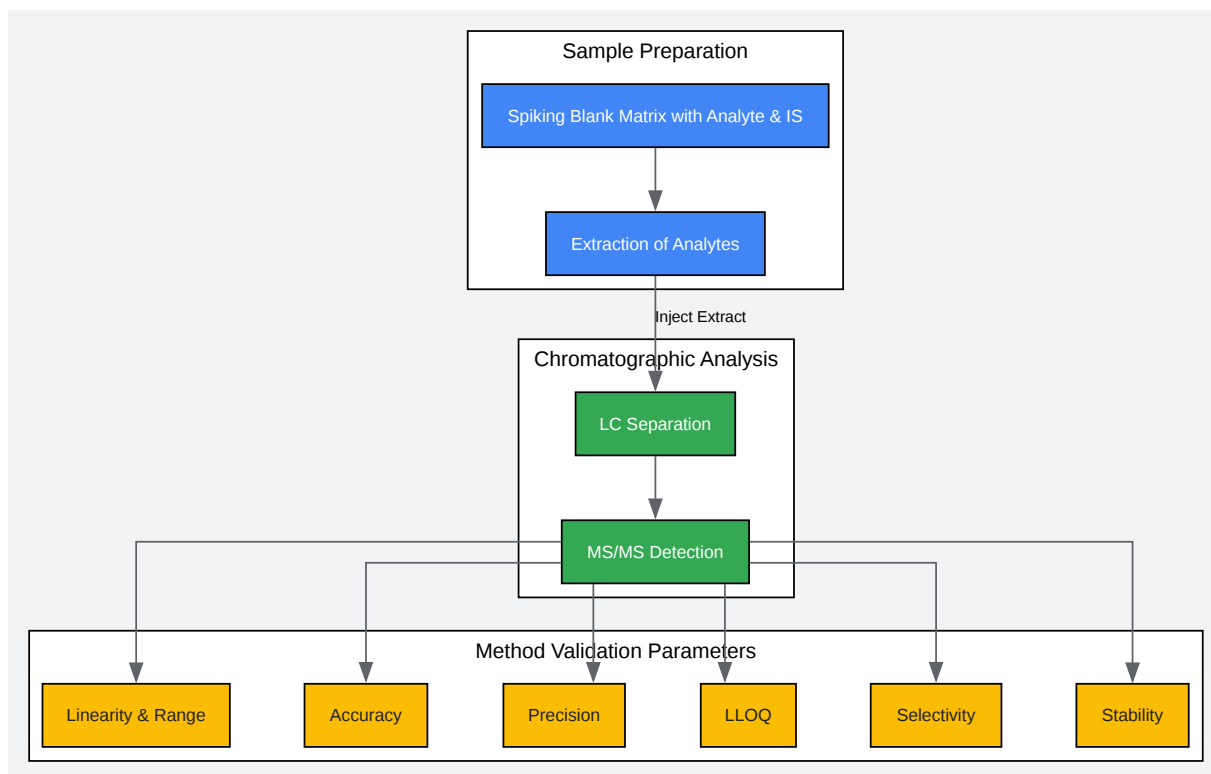 Sample Preparation
Spiking Blank Matrix with Analyte & IS
Extraction of Analytes
Inject Extract
Chromatographic Analysis
LC Separation
MS/MS Detection
Method Validation Parameters
Linearity & Range
Accuracy
Precision
LLOQ
Selectivity
Stability